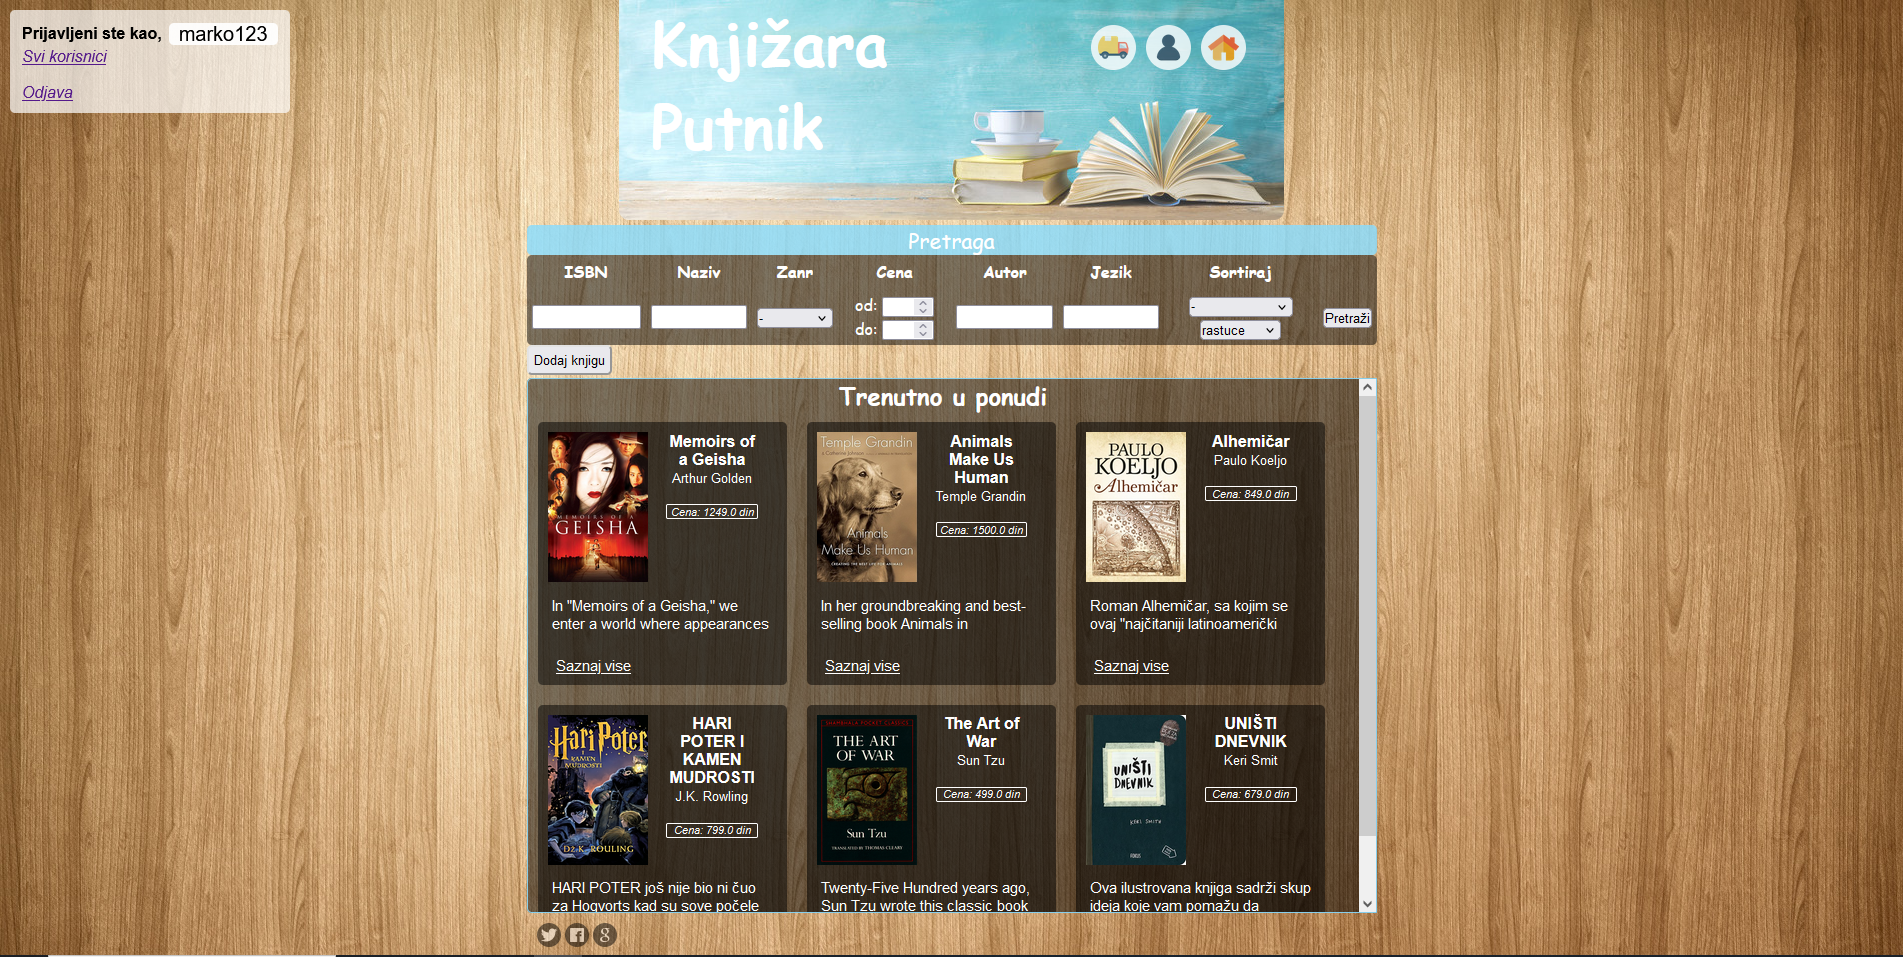 Prijavljeni ste kao, marko123
Svi korisnici
Odjava
Knjižara
Putnik
Pretraga
ISBN Naziv Zanr Cena Autor Jezik Sortiraj
od:
do:
-
-
rastuce
Pretraži
Dodaj knjigu
Trenutno u ponudi
MEMOIRS OF A
GEISHA
Memoirs of
a Geisha
Arthur Golden
Cena: 1249.0 din
In "Memoirs of a Geisha," we
enter a world where appearances
Saznaj vise
Temple Grandin
Animals
Make Us Human
Animals
Make Us
Human
Temple Grandin
Cena: 1500.0 din
In her groundbreaking and best-
selling book Animals in
Saznaj vise
PAULO
KOELJO
Alhemičar
Alhemičar
Paulo Koeljo
Cena: 849.0 din
Roman Alhemičar, sa kojim se
ovaj "najčitaniji latinoamerički
Saznaj vise
Hari Poter
I
KAMEN
MUDROSTI
Dž.K. ROULING
HARI
POTER I
KAMEN
MUDROSTI
J.K. Rowling
Cena: 799.0 din
HARI POTER još nije bio ni čuo
za Hogvorts kad su sove počele
SHAMBHALA POCKET CLASSICS
THE ART
OF WAR
Sun Tzu
TRANSLATED BY THOMAS CLEARY
The Art of
War
Sun Tzu
Cena: 499.0 din
Twenty-Five Hundred years ago,
Sun Tzu wrote this classic book
UNIŠTI
DNEVNIK
KERI SMITH
UNIŠTI
DNEVNIK
Keri Smit
Cena: 679.0 din
Ova ilustrovana knjiga sadrži skup
ideja koje vam pomažu da